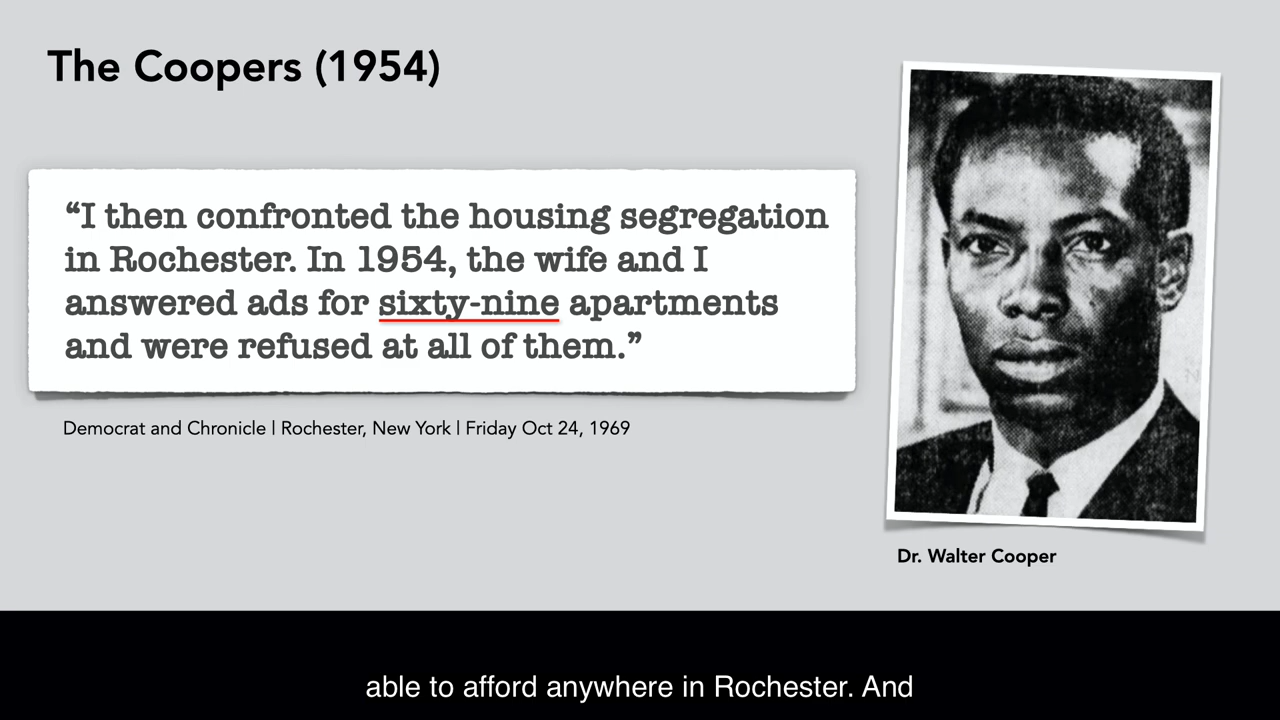 The Coopers (1954)
“I then confronted the housing segregation
in Rochester. In 1954, the wife and I
answered ads for sixty-nine apartments
and were refused at all of them.”
Democrat and Chronicle | Rochester, New York | Friday Oct 24, 1969
Dr. Walter Cooper
able to afford anywhere in Rochester. And